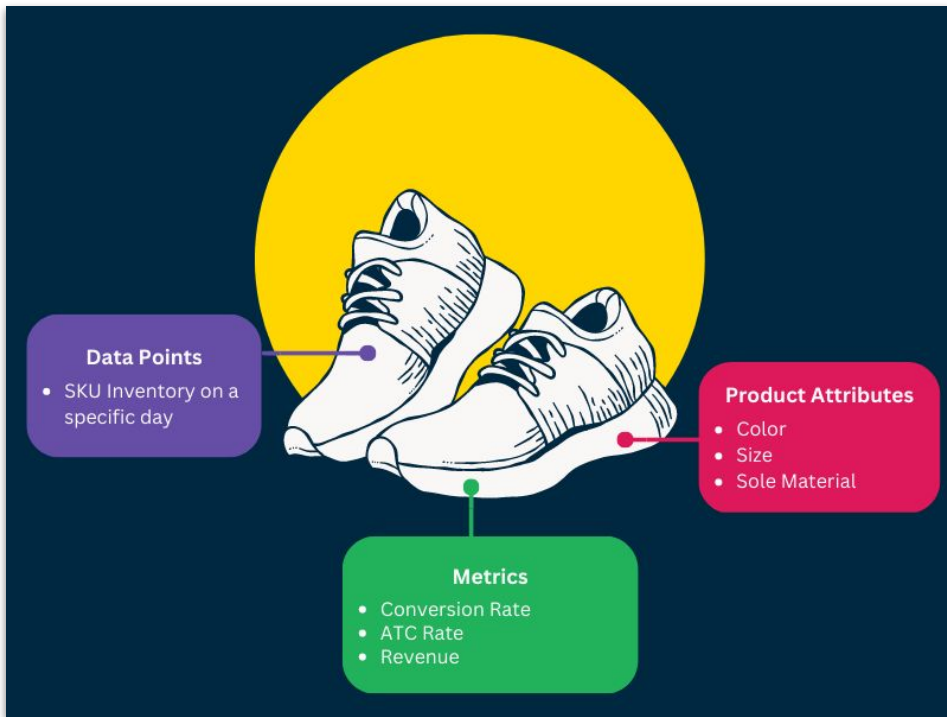 Data Points
• SKU Inventory on a
specific day
Product Attributes
• Color
• Size
• Sole Material
Metrics
• Conversion Rate
• ATC Rate
• Revenue